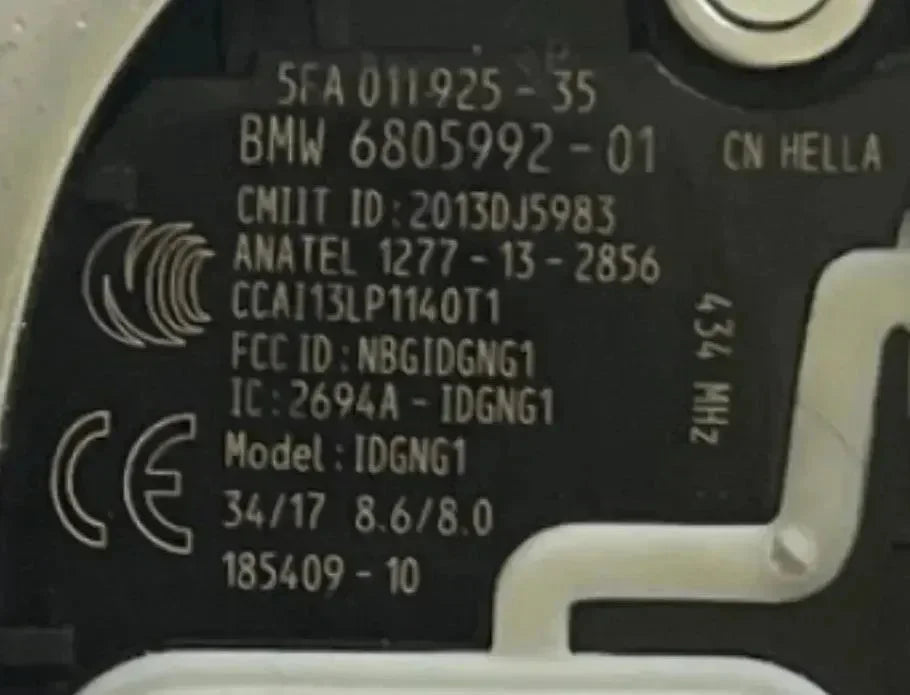 5FA 011925-35
BMW 6805992-01
CN HELLA
CMIIT ID:2013DJ5983
ANATEL 1277-13-2856
CCAI13LP1140T1
FCC ID:NBGIDGNG1
IC:2694A-IDGNG1
Model:IDGNG1
34/17 8.6/8.0
185409-10
434 MHz
CE